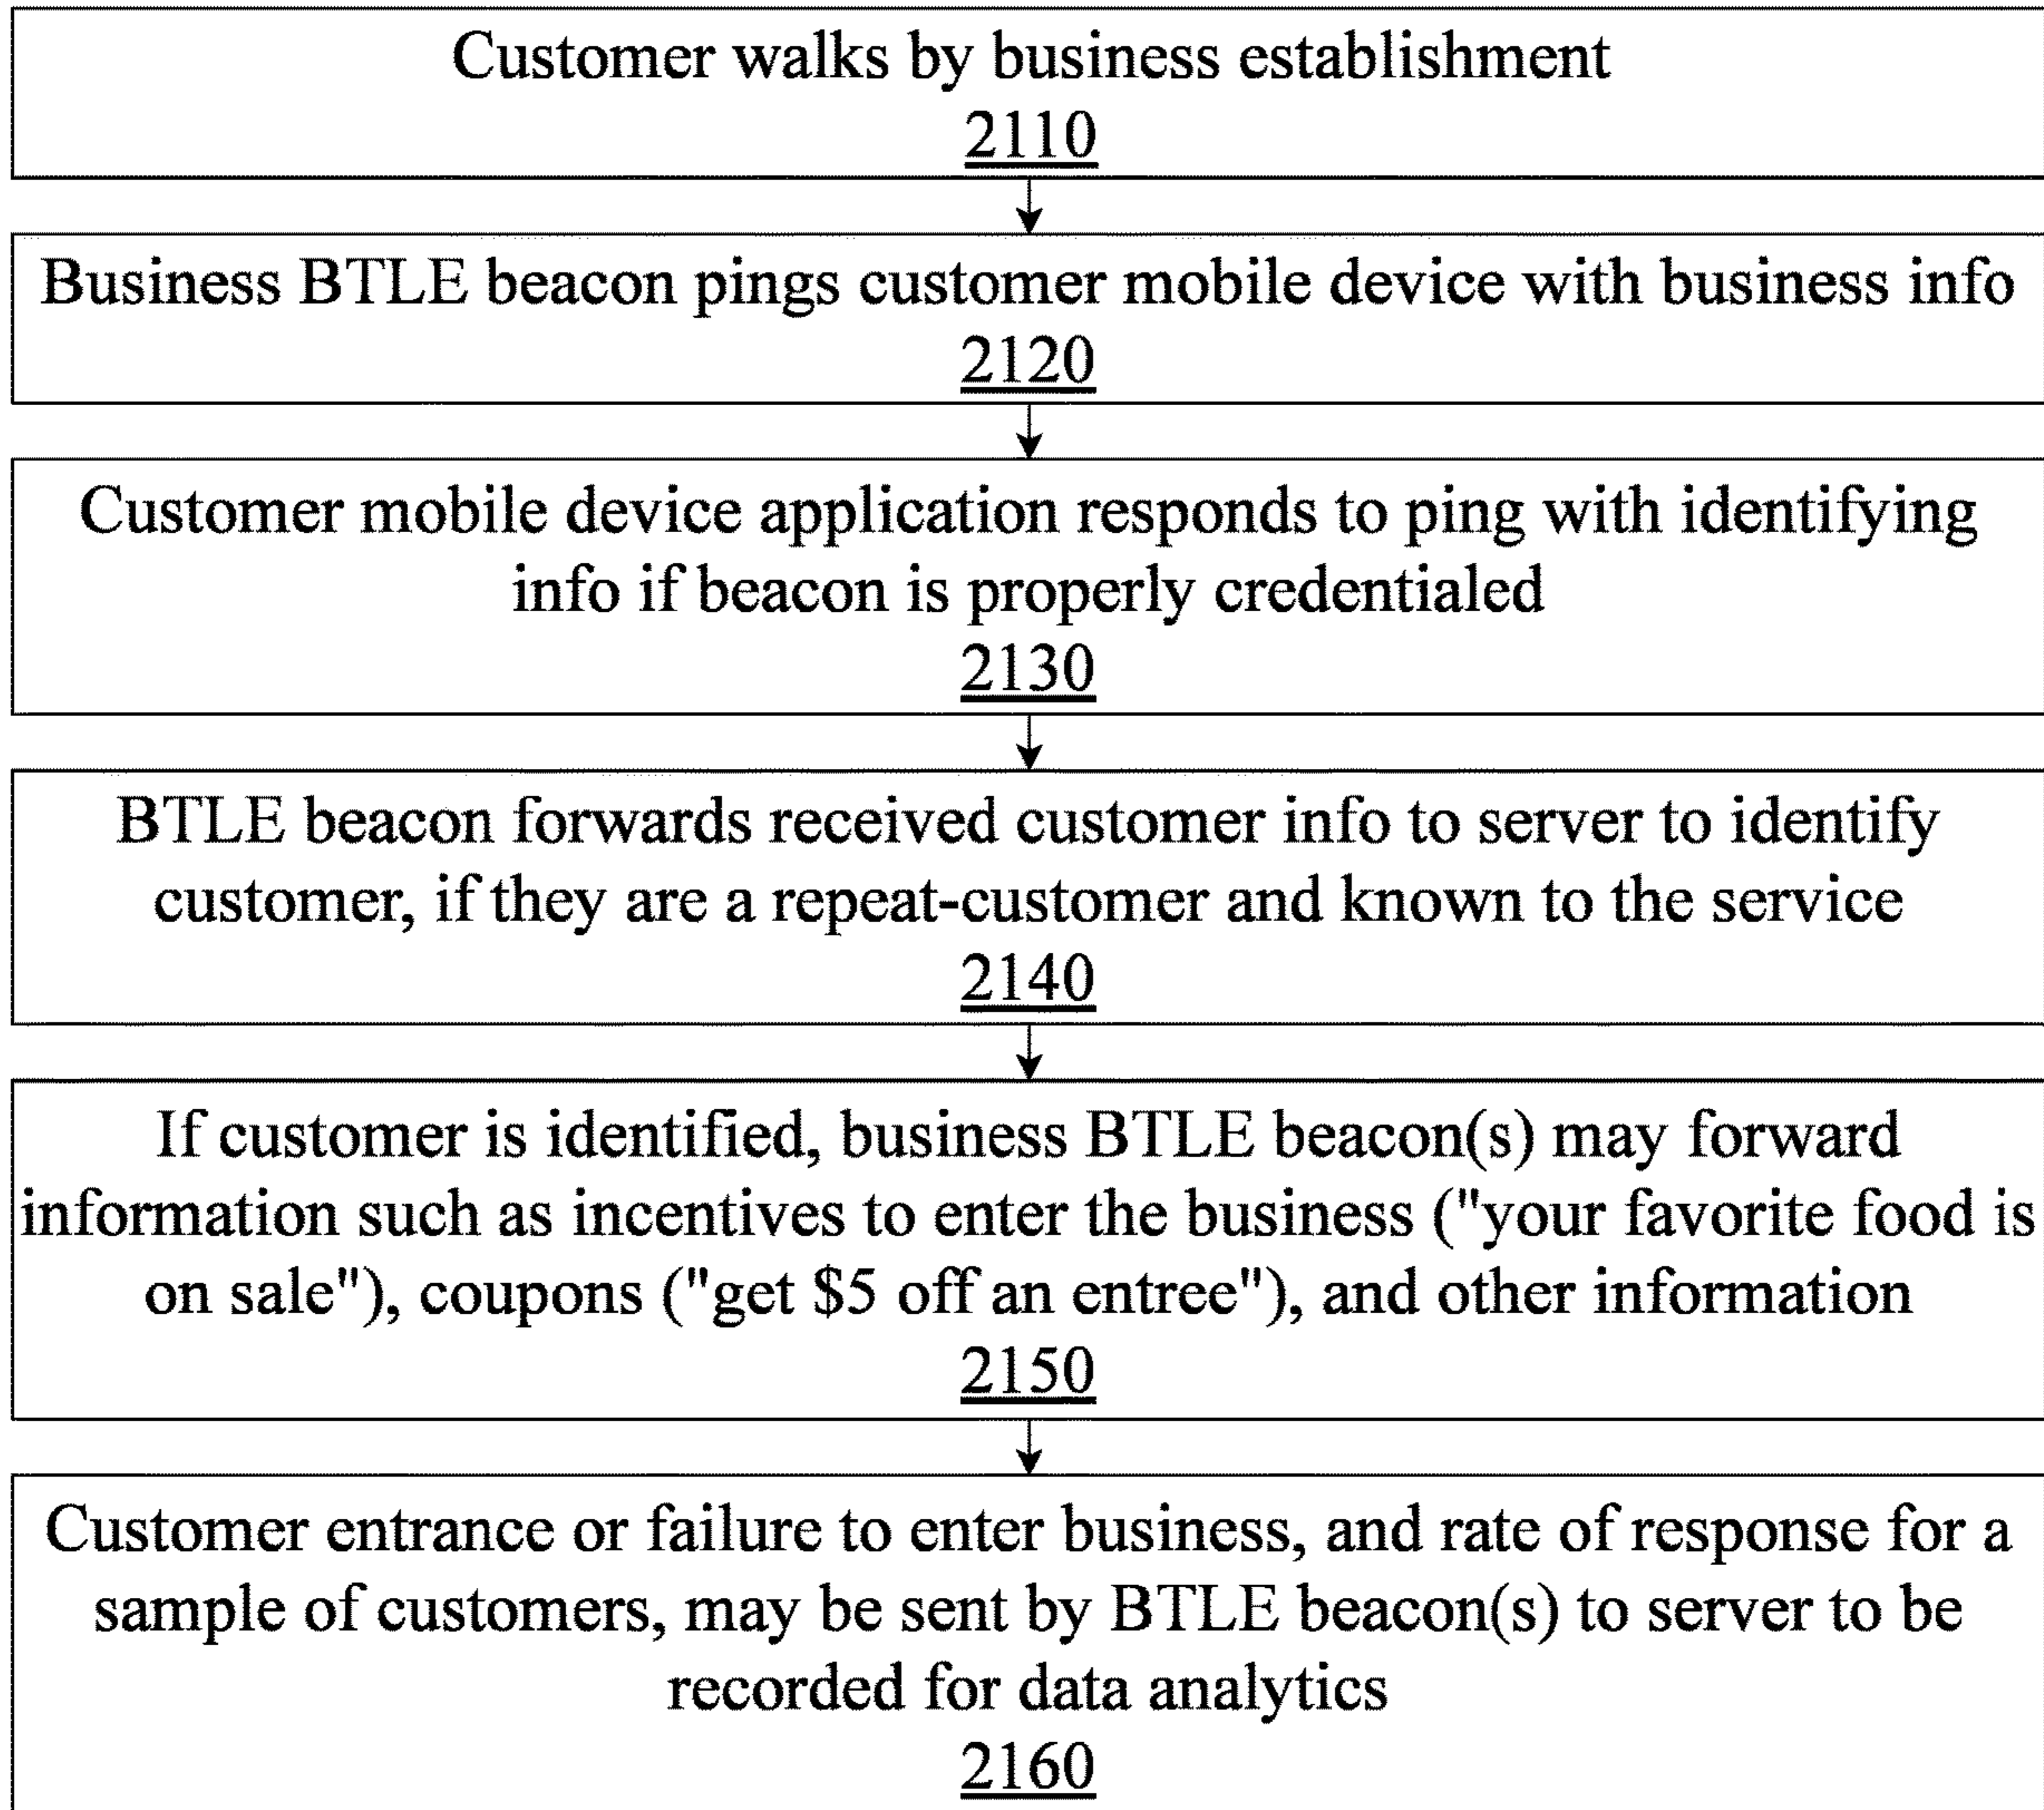 Customer walks by business establishment
2110
Business BTLE beacon pings customer mobile device with business info
2120
Customer mobile device application responds to ping with identifying
info if beacon is properly credentialed
2130
BTLE beacon forwards received customer info to server to identify
customer, if they are a repeat-customer and known to the service
2140
If customer is identified, business BTLE beacon(s) may forward
information such as incentives to enter the business ("your favorite food is
on sale"), coupons ("get $5 off an entree"), and other information
2150
Customer entrance or failure to enter business, and rate of response for a
sample of customers, may be sent by BTLE beacon(s) to server to be
recorded for data analytics
2160